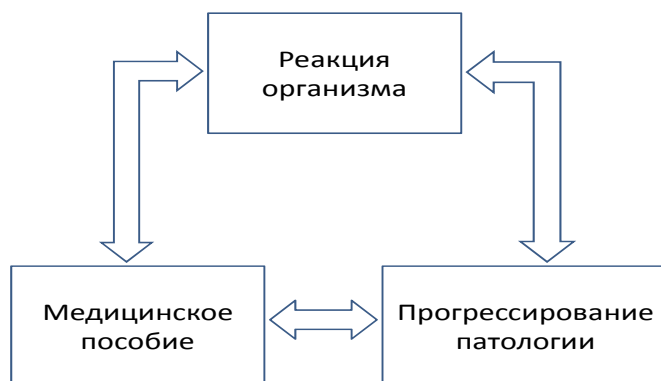 Реакция
организма
Медицинское
пособие
Прогрессирование
патологии